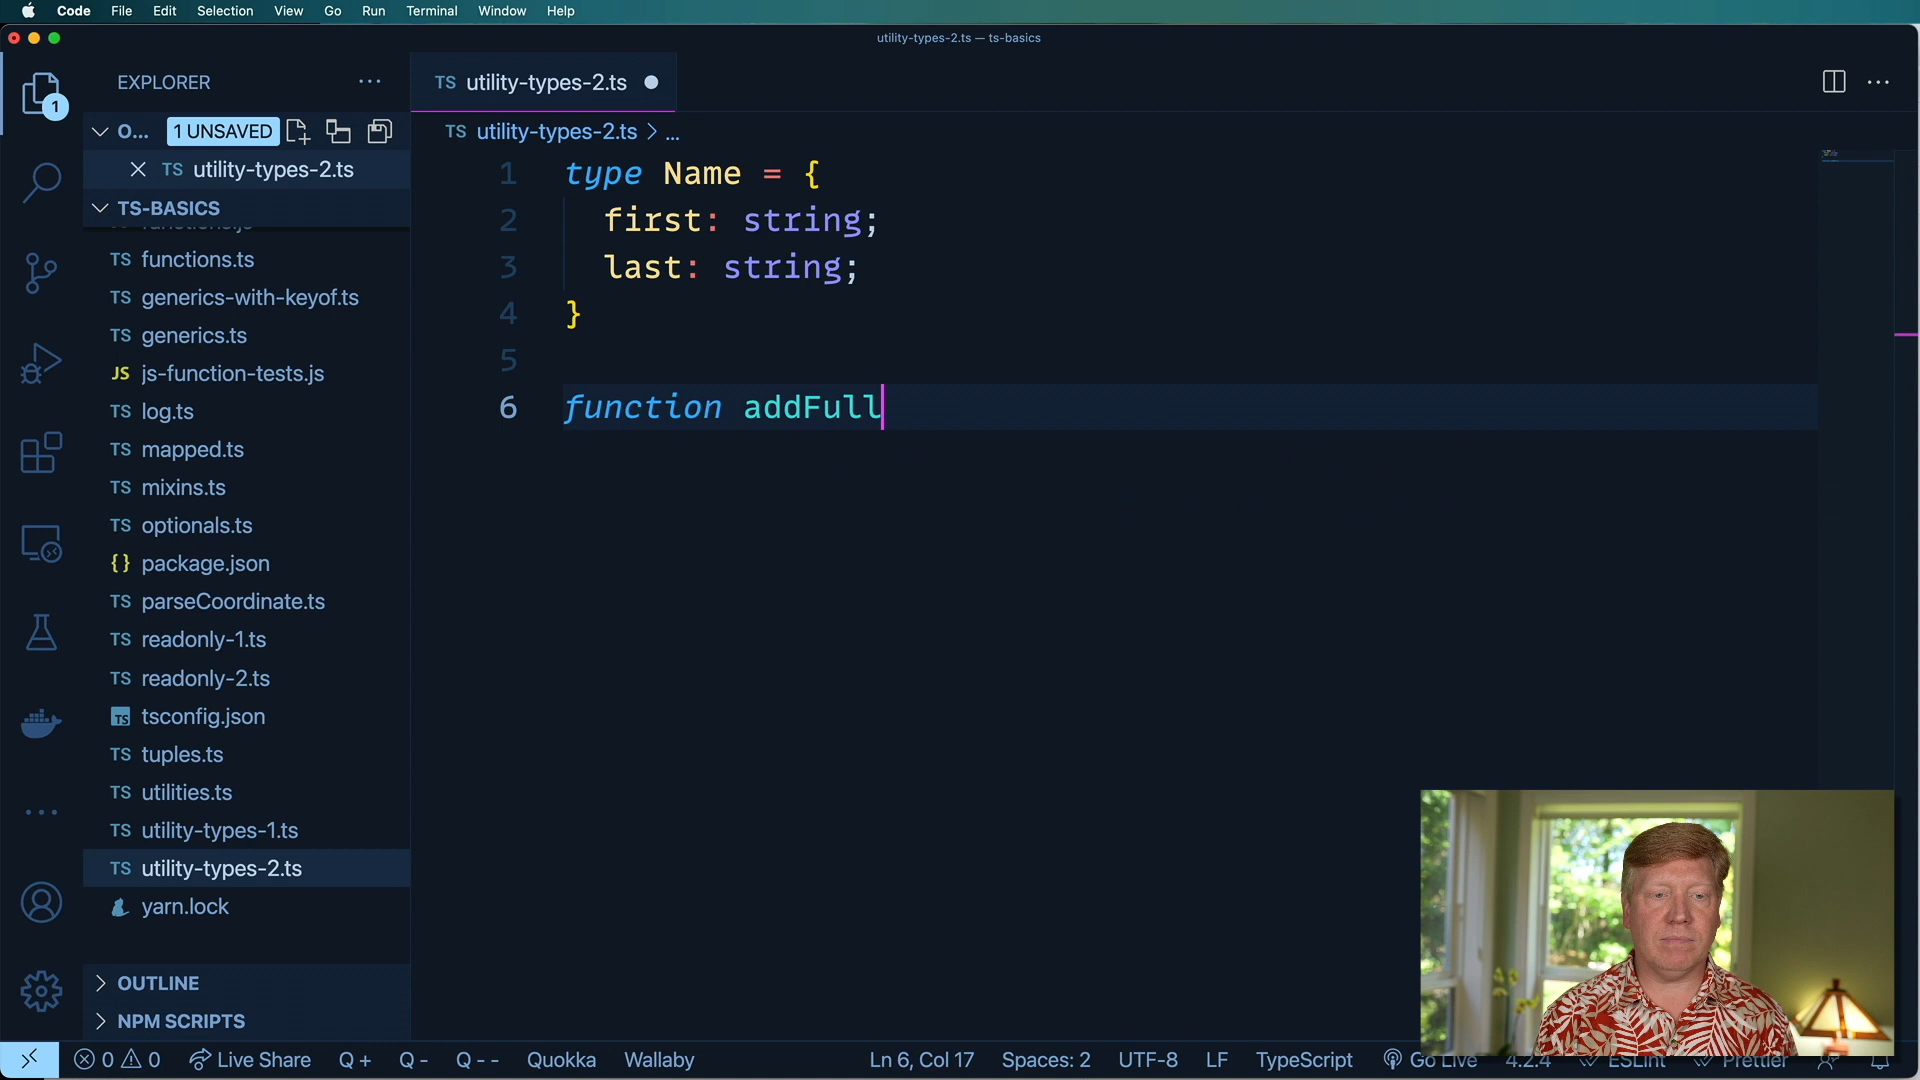 Code File Edit Selection View Go Run Terminal Window Help
utility-types-2.ts — ts-basics
EXPLORER
TS utility-types-2.ts
O... 1 UNSAVED
TS utility-types-2.ts > ...
TS utility-types-2.ts
TS-BASICS
TS functions.ts
TS generics-with-keyof.ts
TS generics.ts
JS js-function-tests.js
TS log.ts
TS mapped.ts
TS mixins.ts
TS optionals.ts
{} package.json
TS parseCoordinate.ts
TS readonly-1.ts
TS readonly-2.ts
TS tsconfig.json
TS tuples.ts
TS utilities.ts
TS utility-types-1.ts
TS utility-types-2.ts
yarn.lock
OUTLINE
NPM SCRIPTS
1
1 type Name = {
2 first: string;
3 last: string;
4 }
5
6 function addFull
0 0 Live Share Q + Q - Q - - Quokka Wallaby Ln 6, Col 17 Spaces: 2 UTF-8 LF TypeScript Go Live 4.2.4 ESLint Prettier